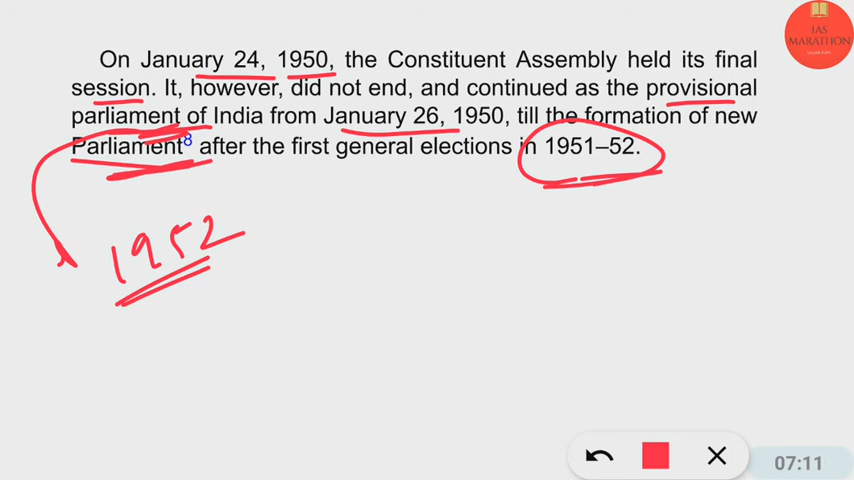 IAS
MARATHON
On January 24, 1950, the Constituent Assembly held its final
session. It, however, did not end, and continued as the provisional
parliament of India from January 26, 1950, till the formation of new
Parliament8 after the first general elections in 1951–52.
1952
07:11